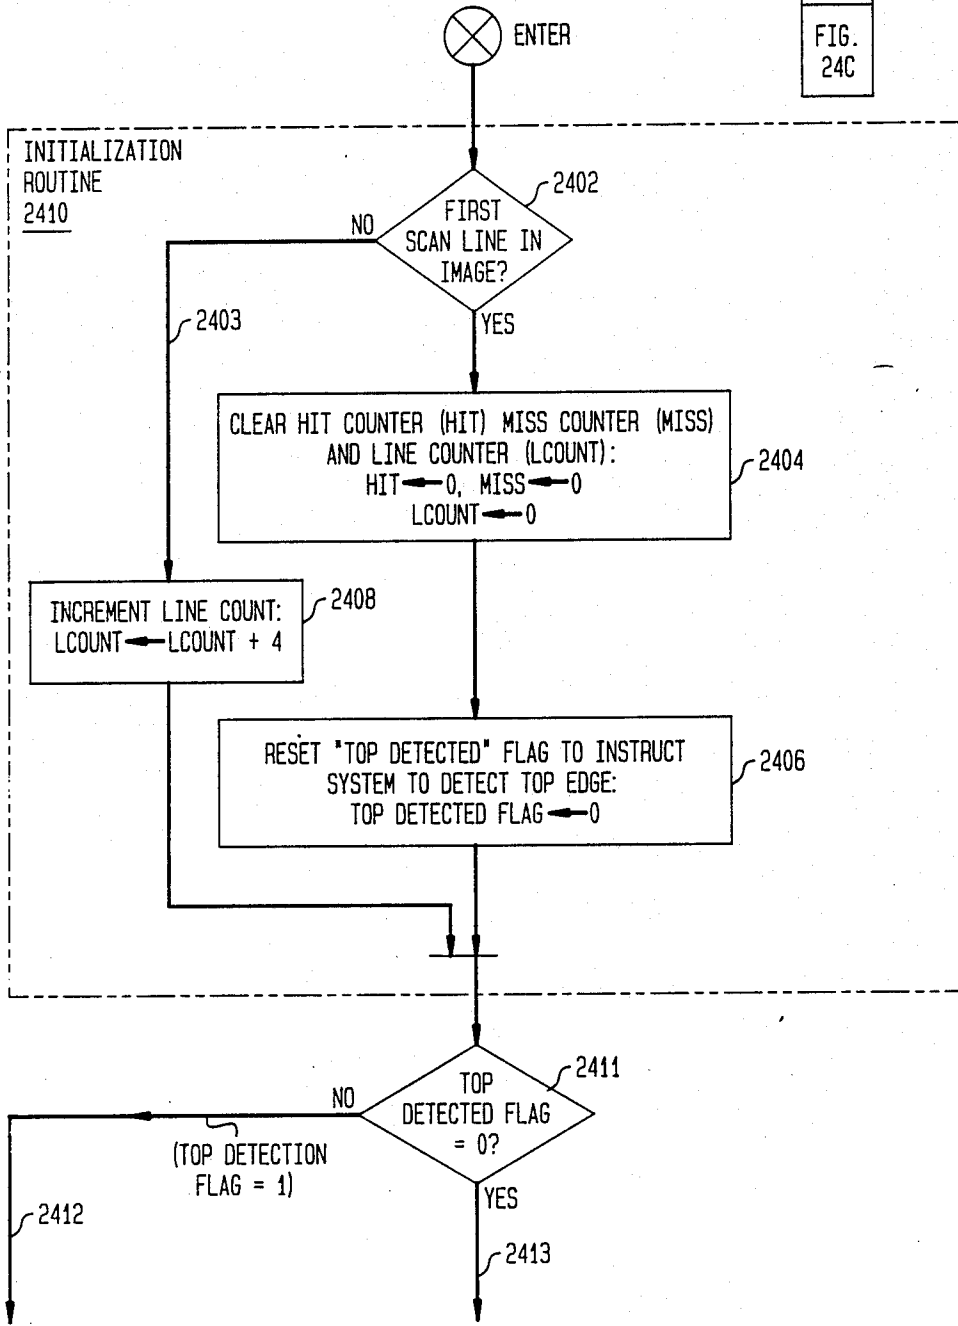 ENTER
FIG.
24C
INITIALIZATION
ROUTINE
2410
2402
FIRST
SCAN LINE IN
IMAGE?
NO
YES
2403
CLEAR HIT COUNTER (HIT) MISS COUNTER (MISS)
AND LINE COUNTER (LCOUNT):
HIT←0, MISS←0
LCOUNT←0
2404
INCREMENT LINE COUNT:
LCOUNT←LCOUNT + 4
2408
RESET "TOP DETECTED" FLAG TO INSTRUCT
SYSTEM TO DETECT TOP EDGE:
TOP DETECTED FLAG←0
2406
2411
TOP
DETECTED FLAG
= 0?
NO
(TOP DETECTION
FLAG = 1)
YES
2412
2413